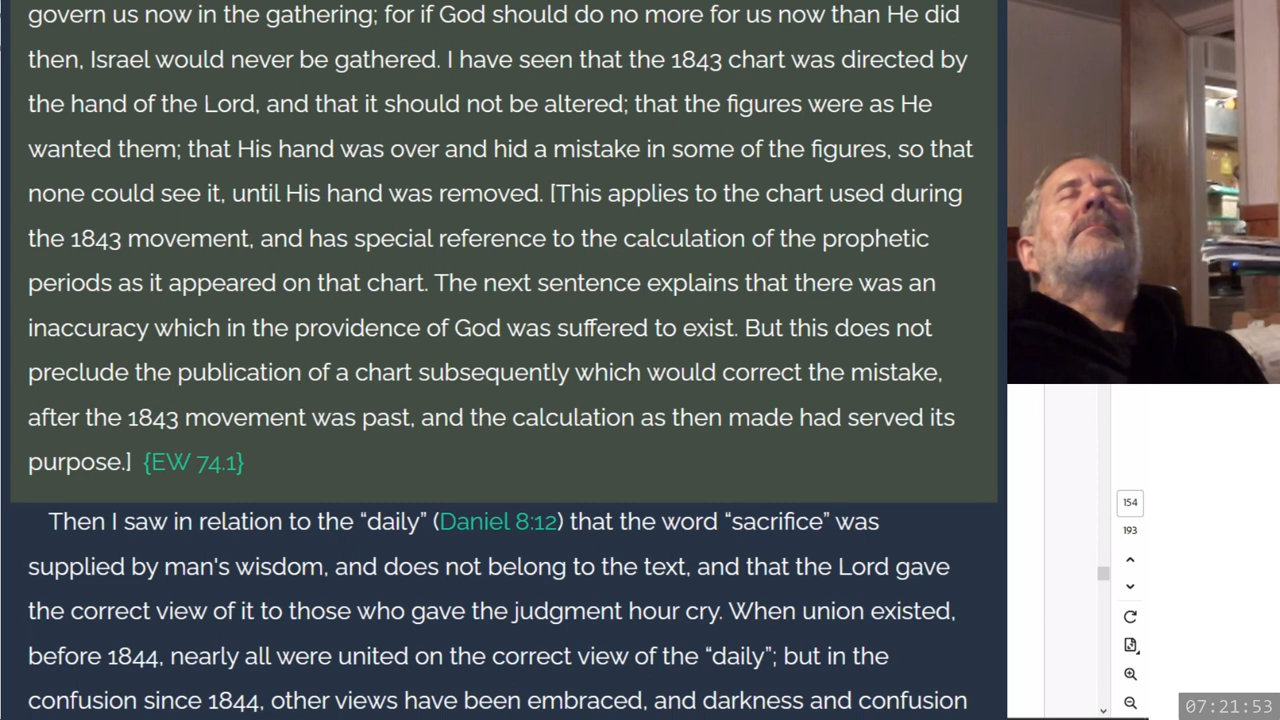 govern us now in the gathering; for if God should do no more for us now than He did
then, Israel would never be gathered. I have seen that the 1843 chart was directed by
the hand of the Lord, and that it should not be altered; that the figures were as He
wanted them; that His hand was over and hid a mistake in some of the figures, so that
none could see it, until His hand was removed. [This applies to the chart used during
the 1843 movement, and has special reference to the calculation of the prophetic
periods as it appeared on that chart. The next sentence explains that there was an
inaccuracy which in the providence of God was suffered to exist. But this does not
preclude the publication of a chart subsequently which would correct the mistake,
after the 1843 movement was past, and the calculation as then made had served its
purpose.] {EW 74.1}
Then I saw in relation to the “daily” (Daniel 8:12) that the word “sacrifice” was
supplied by man's wisdom, and does not belong to the text, and that the Lord gave
the correct view of it to those who gave the judgment hour cry. When union existed,
before 1844, nearly all were united on the correct view of the “daily”; but in the
confusion since 1844, other views have been embraced, and darkness and confusion
154
193
07:21:53